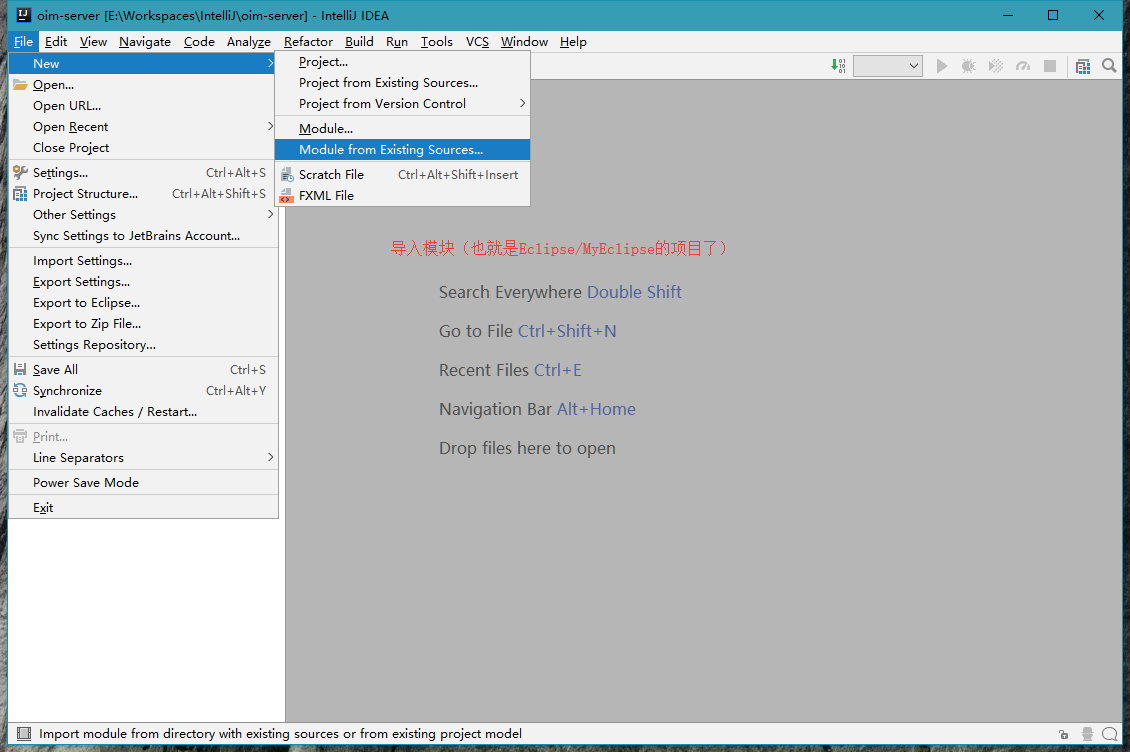 oim-server [E:\Workspaces\IntelliJ\oim-server] - IntelliJ IDEA
File Edit View Navigate Code Analyze Refactor Build Run Tools VCS Window Help
New
Open...
Open URL...
Open Recent
Close Project
Settings... Ctrl+Alt+S
Project Structure... Ctrl+Alt+Shift+S
Other Settings
Sync Settings to JetBrains Account...
Import Settings...
Export Settings...
Export to Eclipse...
Export to Zip File...
Settings Repository...
Save All Ctrl+S
Synchronize Ctrl+Alt+Y
Invalidate Caches / Restart...
Print...
Line Separators
Power Save Mode
Exit
Project...
Project from Existing Sources...
Project from Version Control
Module...
Module from Existing Sources...
Scratch File Ctrl+Alt+Shift+Insert
FXML File
导入模块（也就是Eclipse/MyEclipse的项目了）
Search Everywhere Double Shift
Go to File Ctrl+Shift+N
Recent Files Ctrl+E
Navigation Bar Alt+Home
Drop files here to open
Import module from directory with existing sources or from existing project model